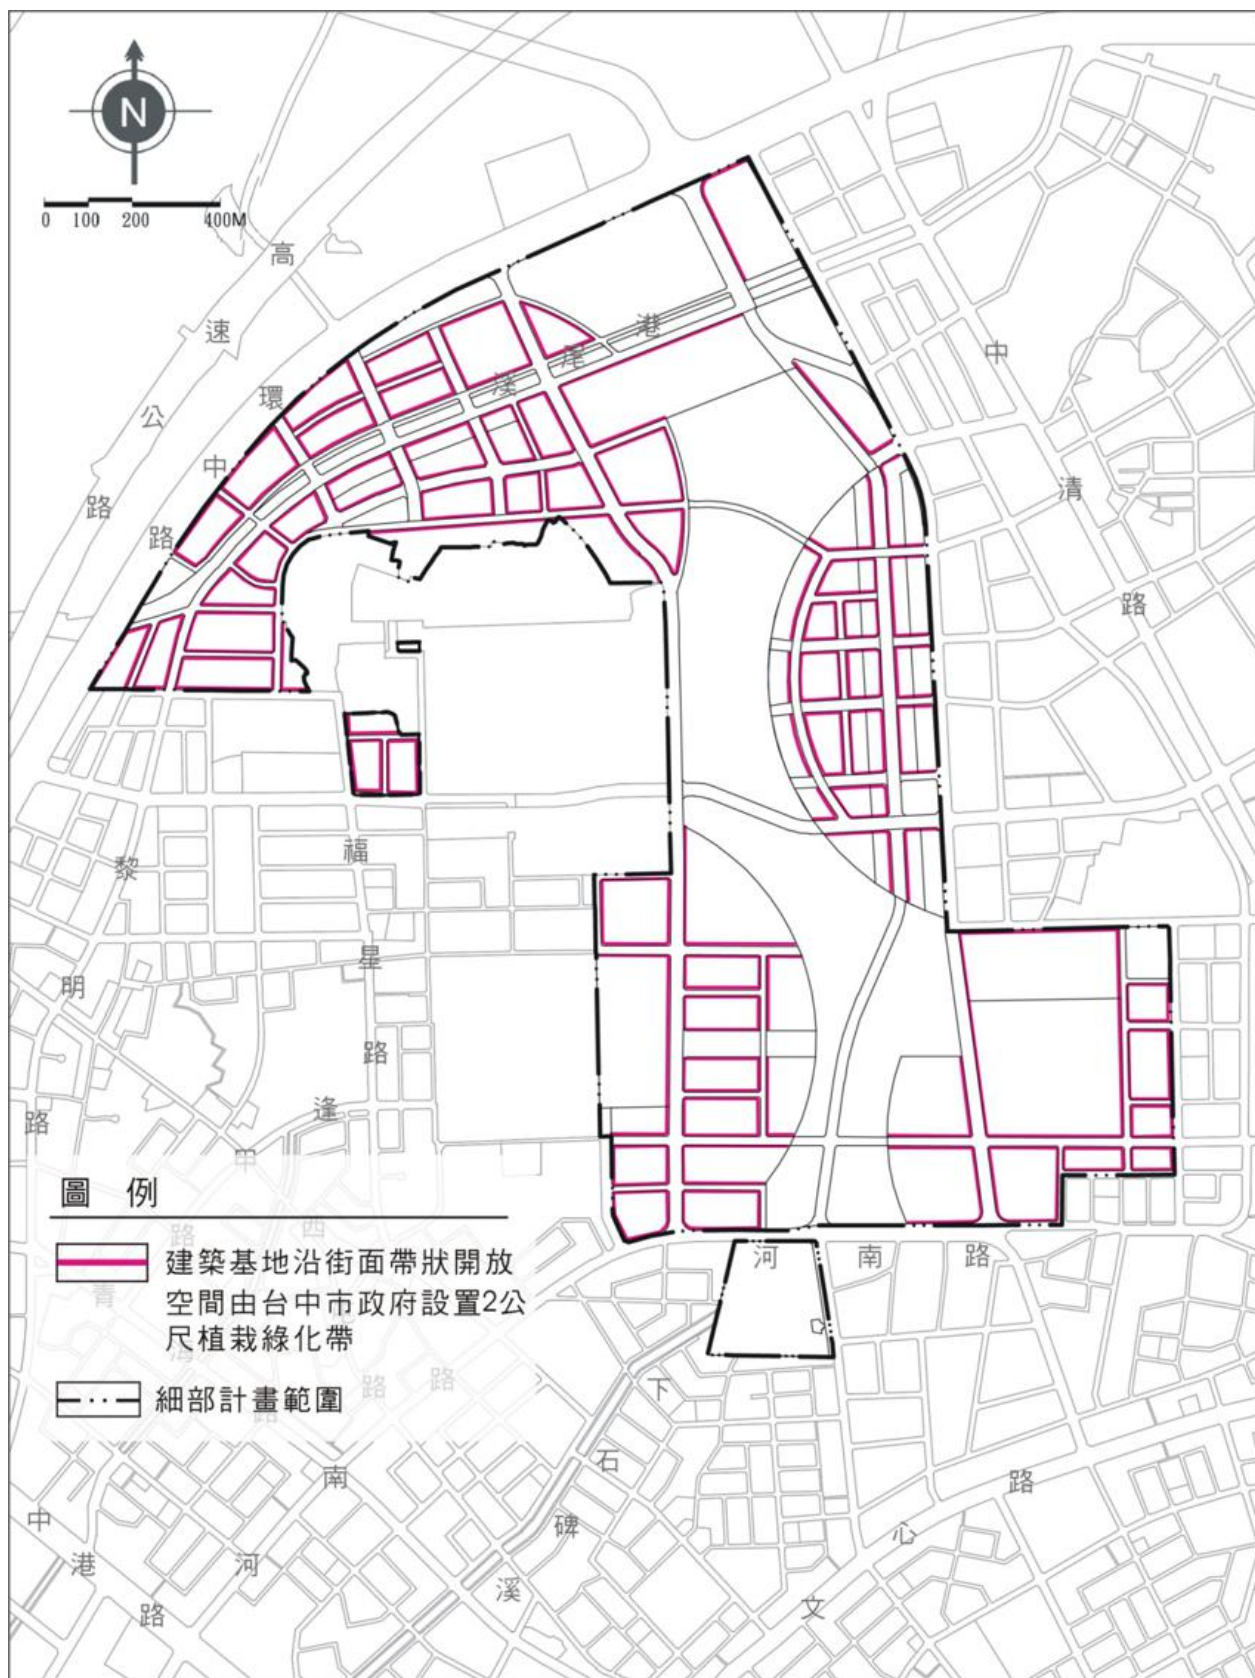 N
0 100 200 400M
高速公路
環中路
港尾溪
中清路
黎明路
福星路
逢甲路
西
青海路
河南路
圖 例
建築基地沿街面帶狀開放
空間由台中市政府設置2公
尺植栽綠化帶
細部計畫範圍
下石碑溪
文心路
河南路
中港路